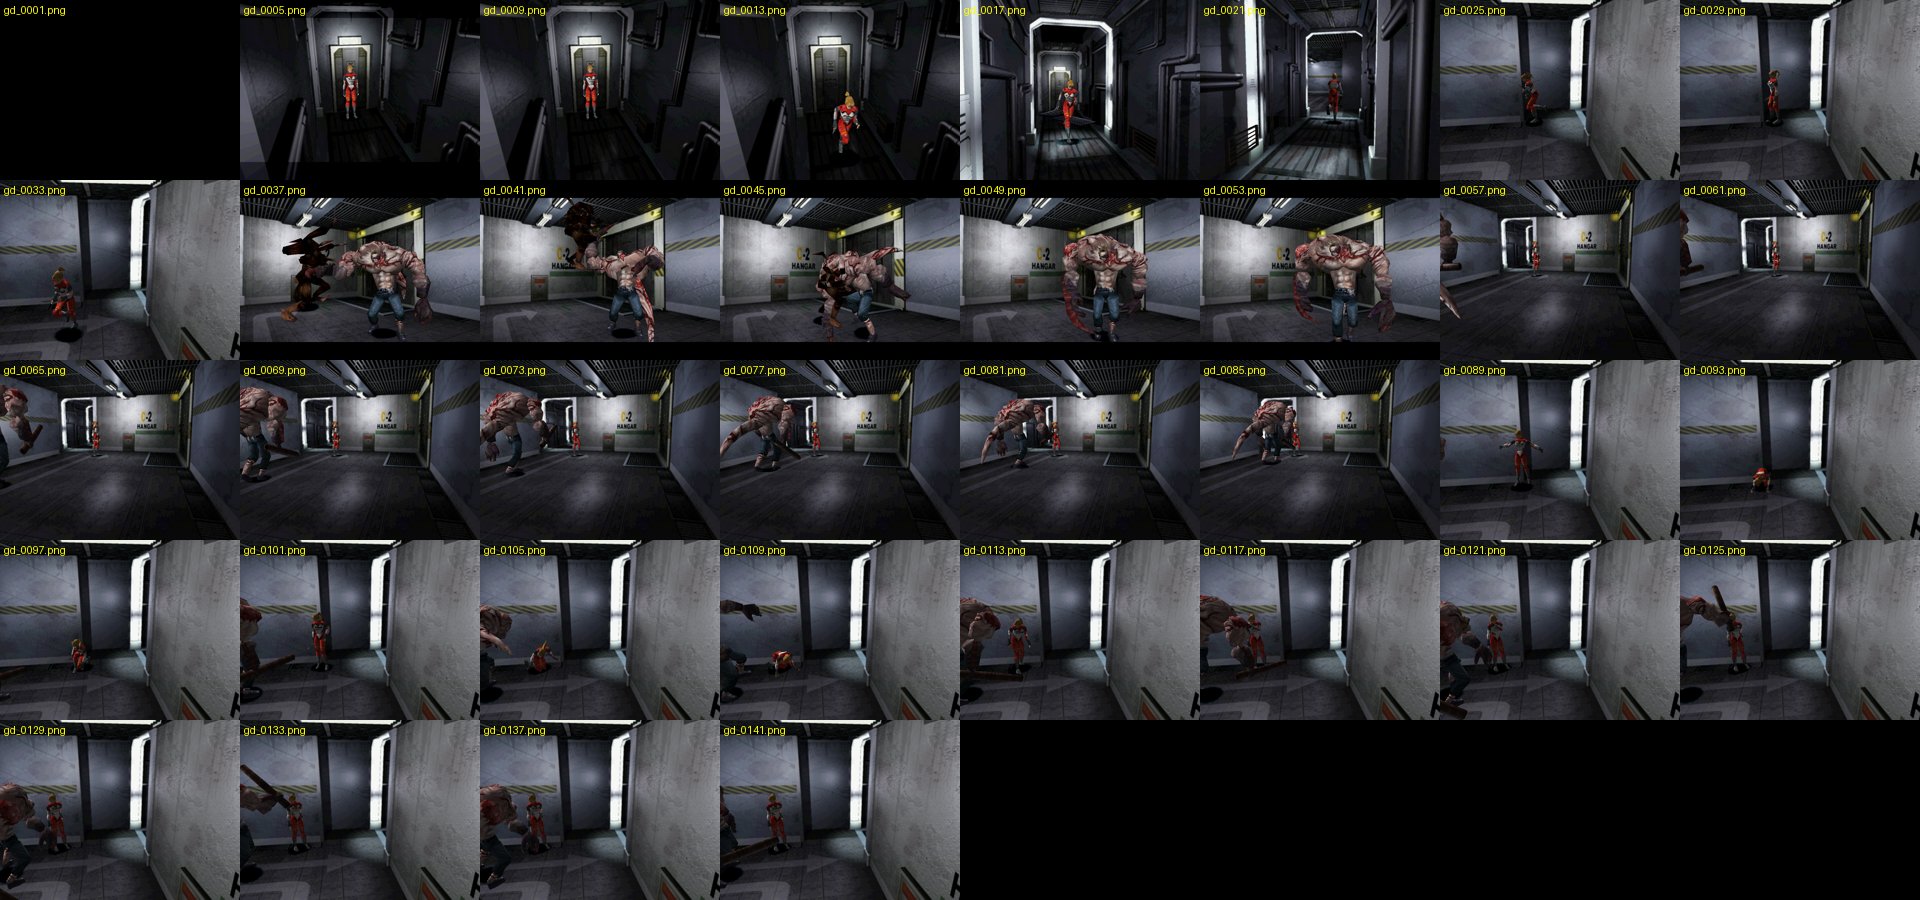 gd_0001.png gd_0005.png gd_0009.png gd_0013.png gd_0017.png gd_0021.png gd_0025.png gd_0029.png
gd_0033.png gd_0037.png gd_0041.png gd_0045.png gd_0049.png gd_0053.png gd_0057.png gd_0061.png
C-2
HANGAR
C-2
HANGAR
C-2
HANGAR
C-2
HANGAR
C-2
HANGAR
gd_0065.png gd_0069.png gd_0073.png gd_0077.png gd_0081.png gd_0085.png gd_0089.png gd_0093.png
C-2
HANGAR
C-2
HANGAR
C-2
HANGAR
C-2
HANGAR
C-2
HANGAR
C-2
HANGAR
gd_0097.png gd_0101.png gd_0105.png gd_0109.png gd_0113.png gd_0117.png gd_0121.png gd_0125.png
gd_0129.png gd_0133.png gd_0137.png gd_0141.png